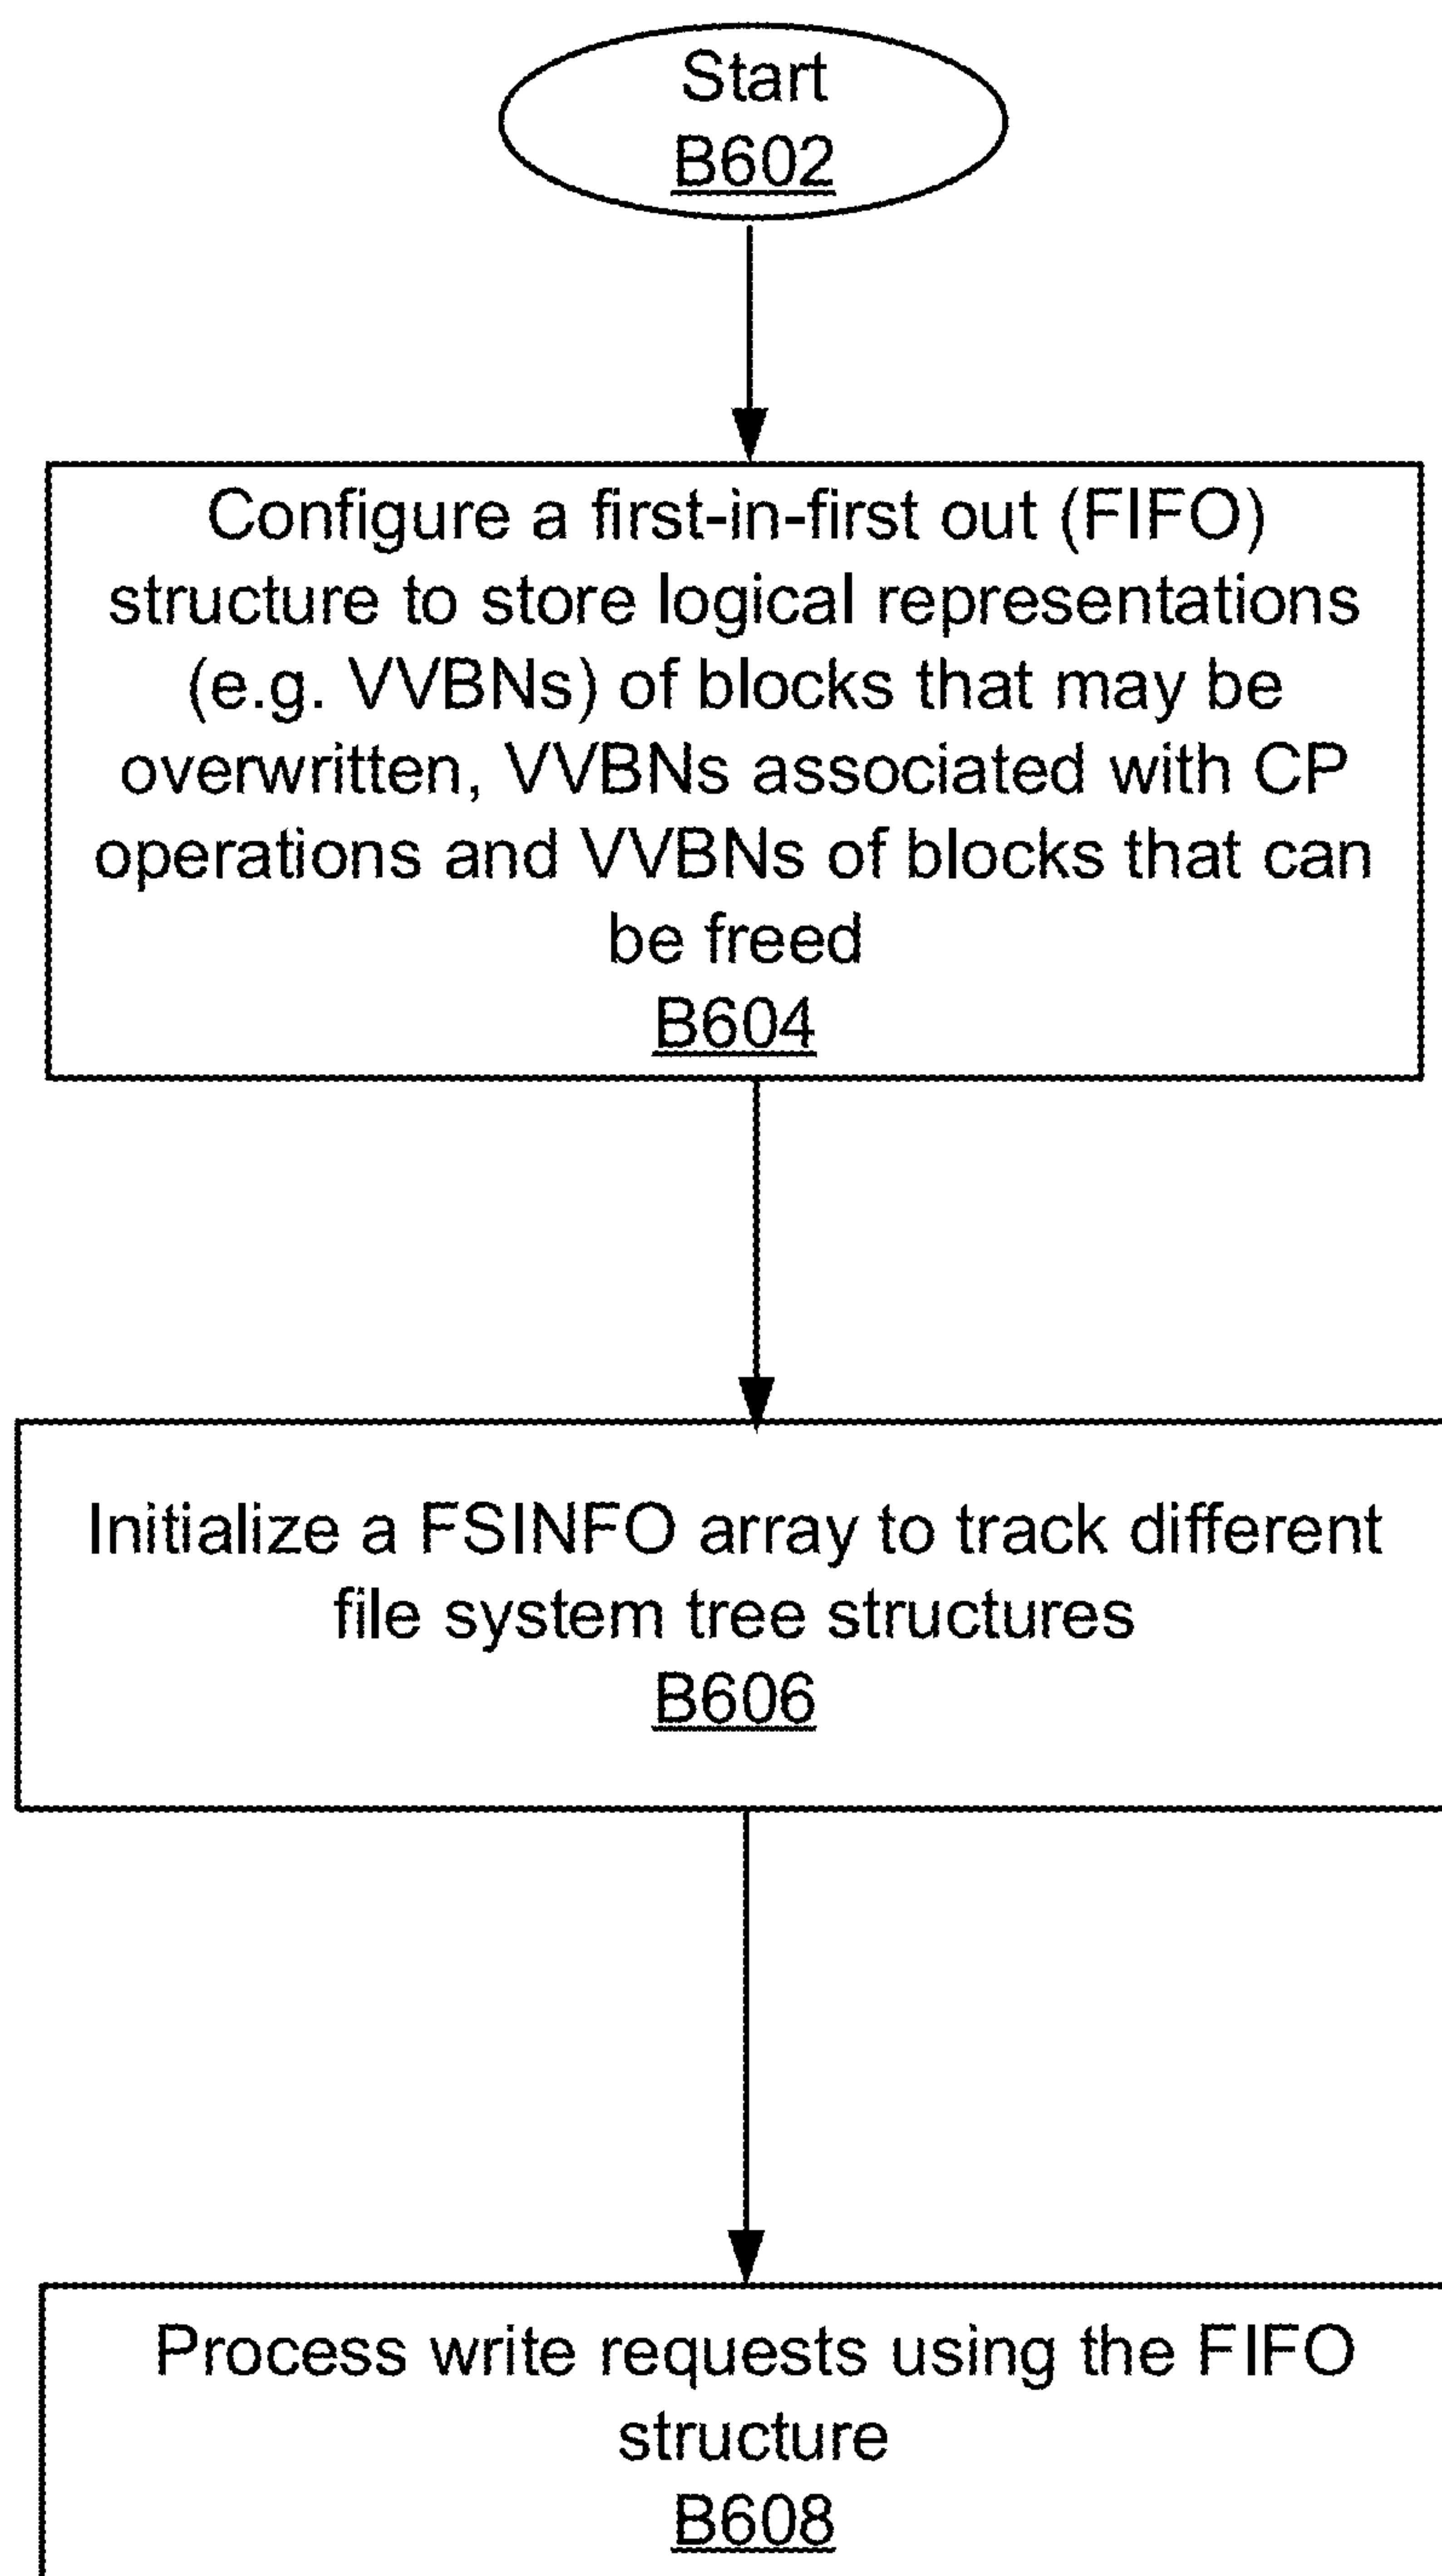 Start
B602
Configure a first-in-first out (FIFO)
structure to store logical representations
(e.g. VVBNs) of blocks that may be
overwritten, VVBNs associated with CP
operations and VVBNs of blocks that can
be freed
B604
Initialize a FSINFO array to track different
file system tree structures
B606
Process write requests using the FIFO
structure
B608